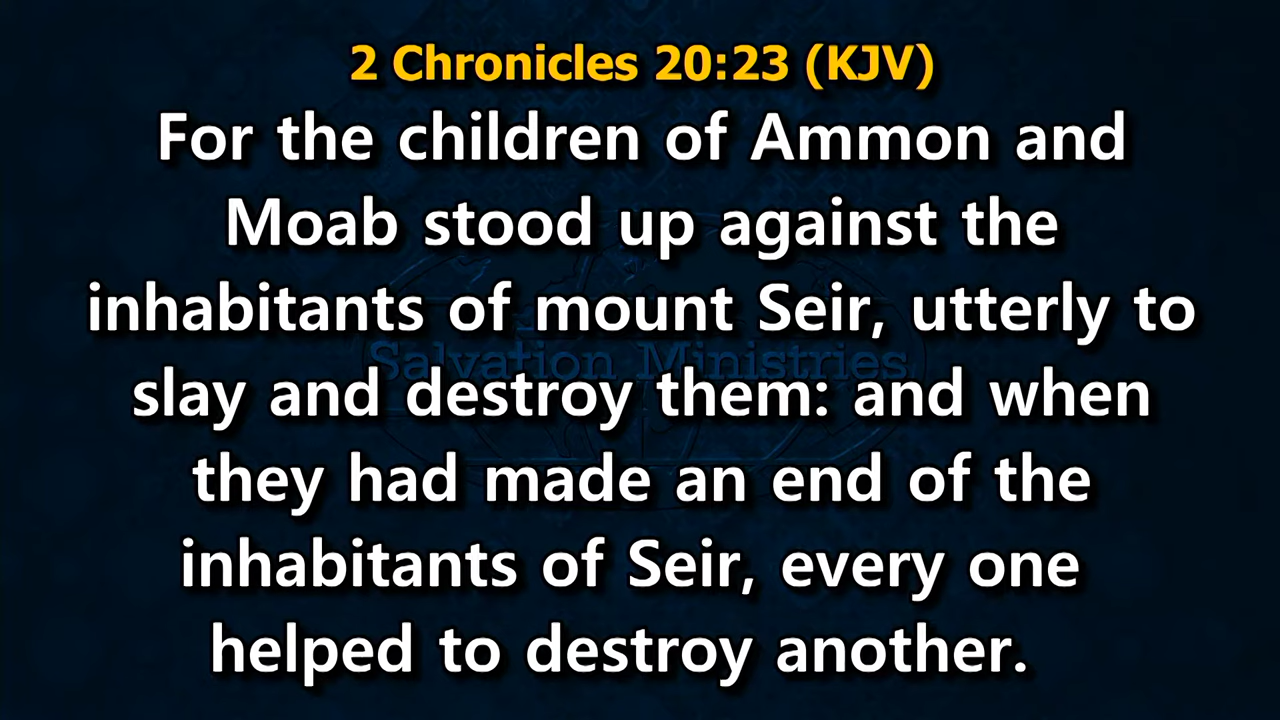 2 Chronicles 20:23 (KJV)
For the children of Ammon and
Moab stood up against the
inhabitants of mount Seir, utterly to
Salvation Ministries
slay and destroy them: and when
they had made an end of the
inhabitants of Seir, every one
helped to destroy another.